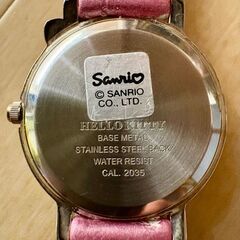 Sanrio
© SANRIO
CO., LTD.
HELLO KITTY
BASE METAL
STAINLESS STEEL BACK
WATER RESIST
CAL. 2035